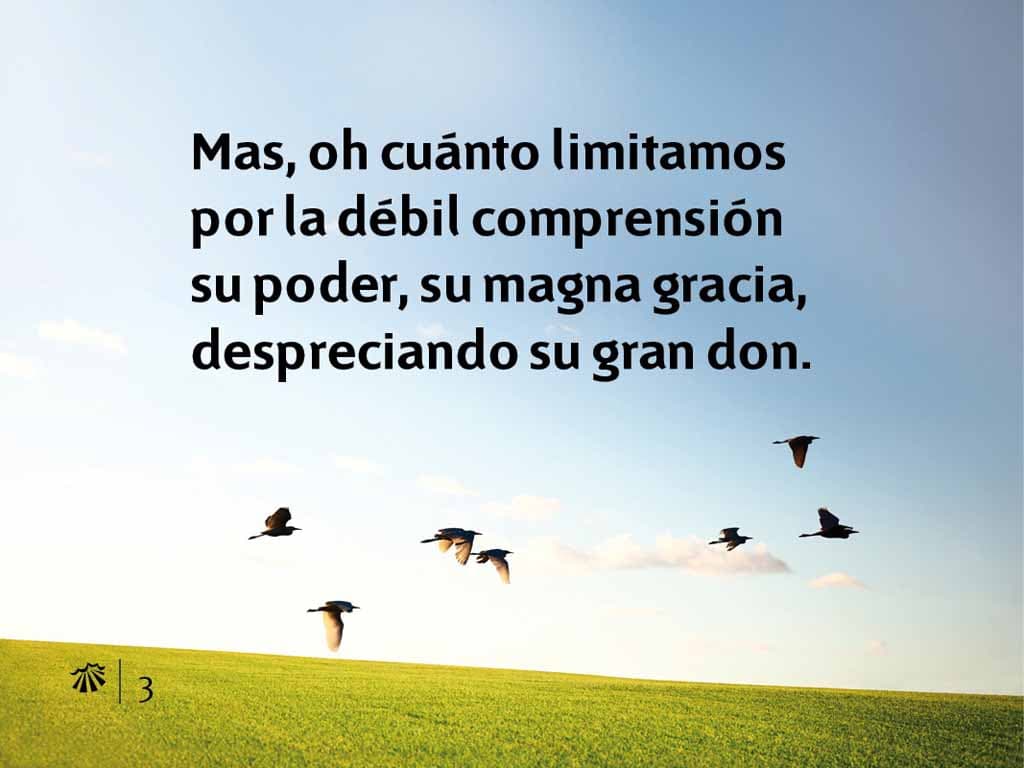 Mas, oh cuánto limitamos
por la débil comprensión
su poder, su magna gracia,
despreciando su gran don.
3